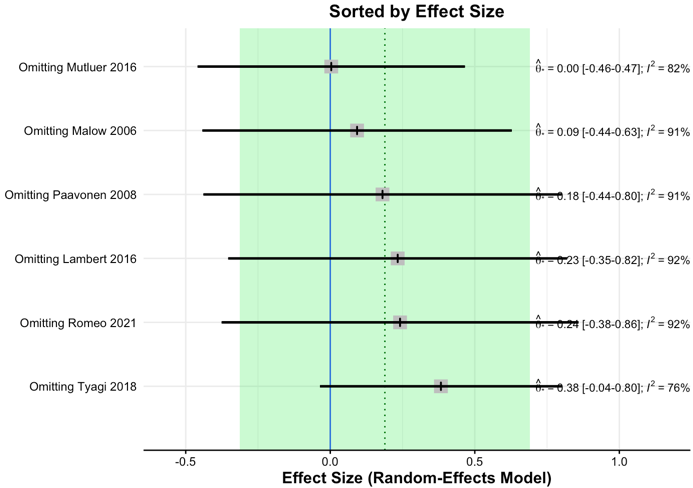 Sorted by Effect Size
Omitting Mutluer 2016 θ̂* = 0.00 [-0.46-0.47]; I² = 82%
Omitting Malow 2006 θ̂* = 0.09 [-0.44-0.63]; I² = 91%
Omitting Paavonen 2008 θ̂* = 0.18 [-0.44-0.80]; I² = 91%
Omitting Lambert 2016 θ̂* = 0.23 [-0.35-0.82]; I² = 92%
Omitting Romeo 2021 θ̂* = 0.24 [-0.38-0.86]; I² = 92%
Omitting Tyagi 2018 θ̂* = 0.38 [-0.04-0.80]; I² = 76%
-0.5 0.0 0.5 1.0
Effect Size (Random-Effects Model)